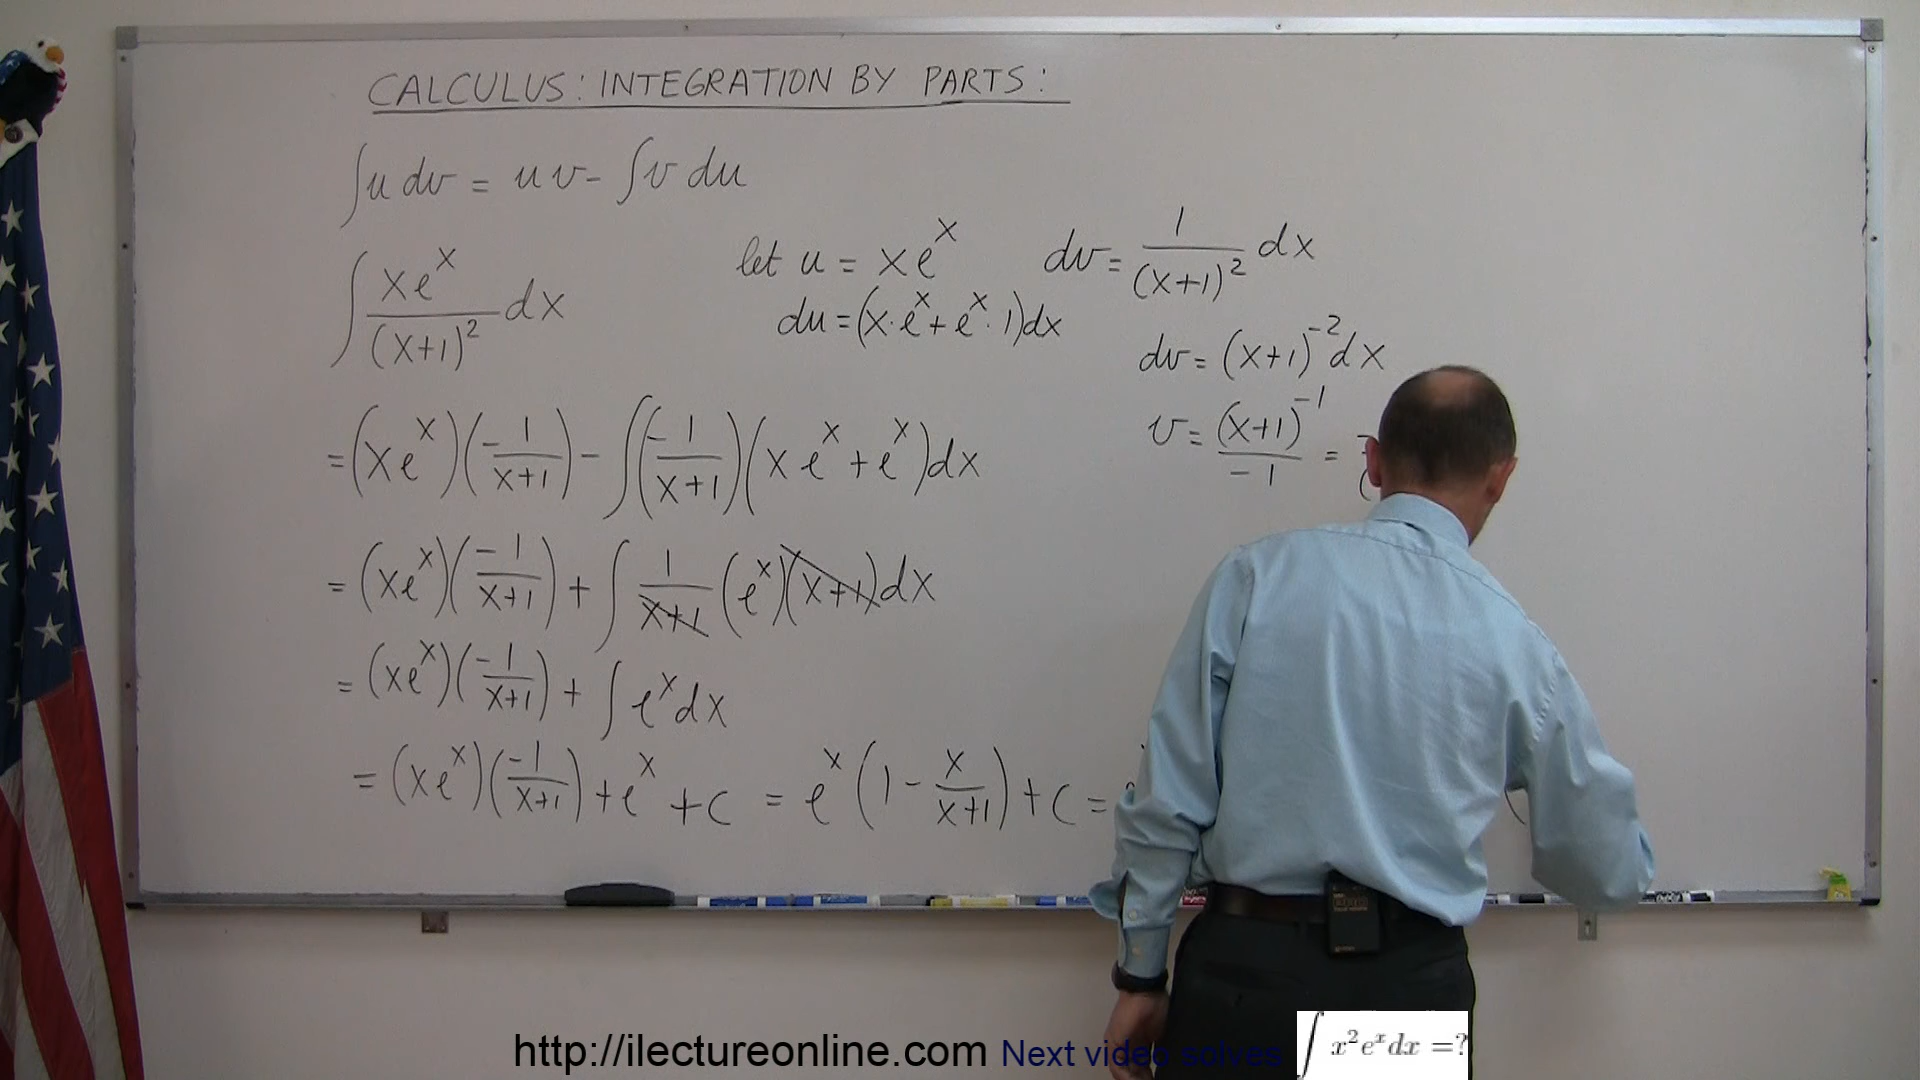 CALCULUS: INTEGRATION BY PARTS:
∫u dv = uv - ∫v du
∫ xe^x/(x+1)^2 dx
let u = xe^x
du = (x·e^x + e^x·1)dx
dv = 1/(x+1)^2 dx
dv = (x+1)^-2 dx
v = (x+1)^-1/-1 =
= (xe^x)(-1/(x+1)) - ∫(-1/(x+1))(xe^x + e^x)dx
= (xe^x)(-1/(x+1)) + ∫ 1/(x+1) (e^x)(x+1)dx
= (xe^x)(-1/(x+1)) + ∫e^x dx
= (xe^x)(-1/(x+1)) + e^x + c = e^x (1 - x/(x+1)) + c =
http://ilectureonline.com Next video solves ∫x^2 e^x dx =?